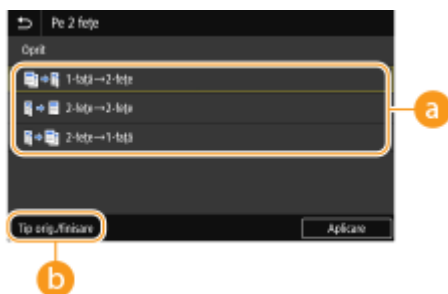 Pe 2 fețe
Oprit
1-față→2-fețe
2-fețe→2-fețe
2-fețe→1-față
a
Tip orig./finisare
Aplicare
b